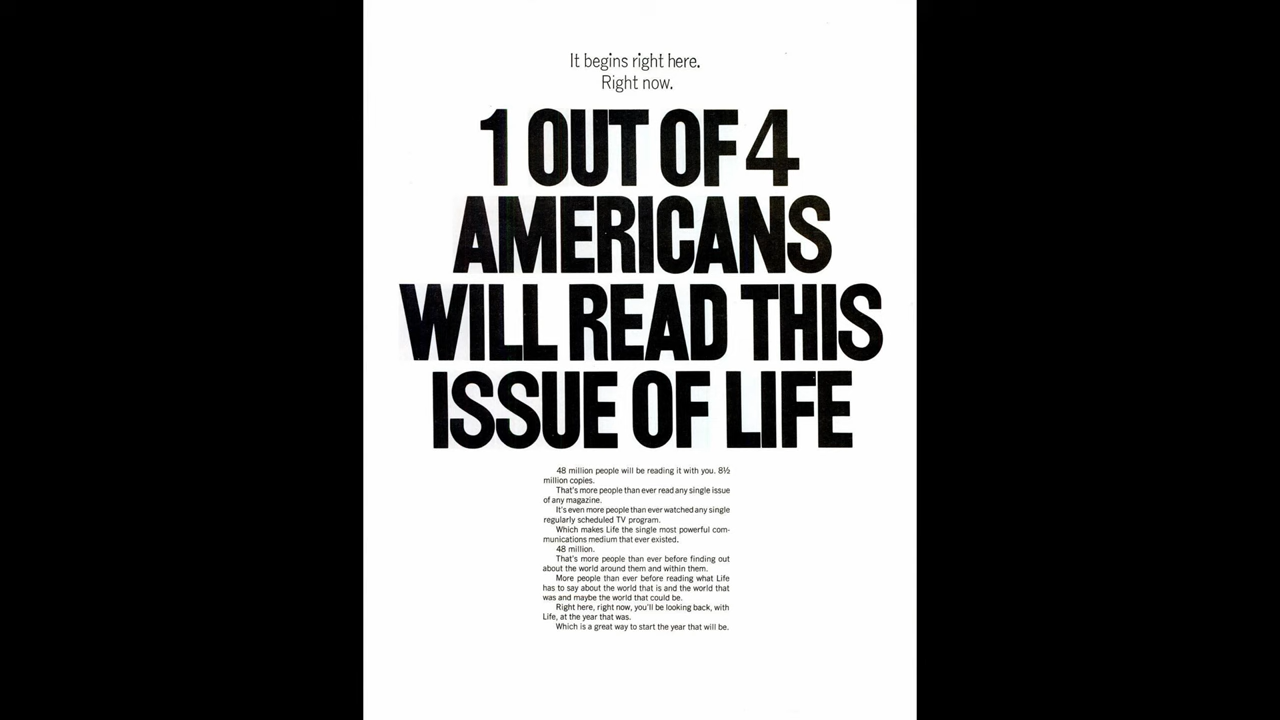 It begins right here.
Right now.
1 OUT OF 4
AMERICANS
WILL READ THIS
ISSUE OF LIFE
48 million people will be reading it with you. 8½
million copies.
That's more people than ever read any single issue
of any magazine.
It's even more people than ever watched any single
regularly scheduled TV program.
Which makes Life the single most powerful com-
munications medium that ever existed.
48 million.
That's more people than ever before finding out
about the world around them and within them.
More people than ever before reading what Life
has to say about the world that is and the world that
was and maybe the world that could be.
Right here, right now, you'll be looking back, with
Life, at the year that was.
Which is a great way to start the year that will be.